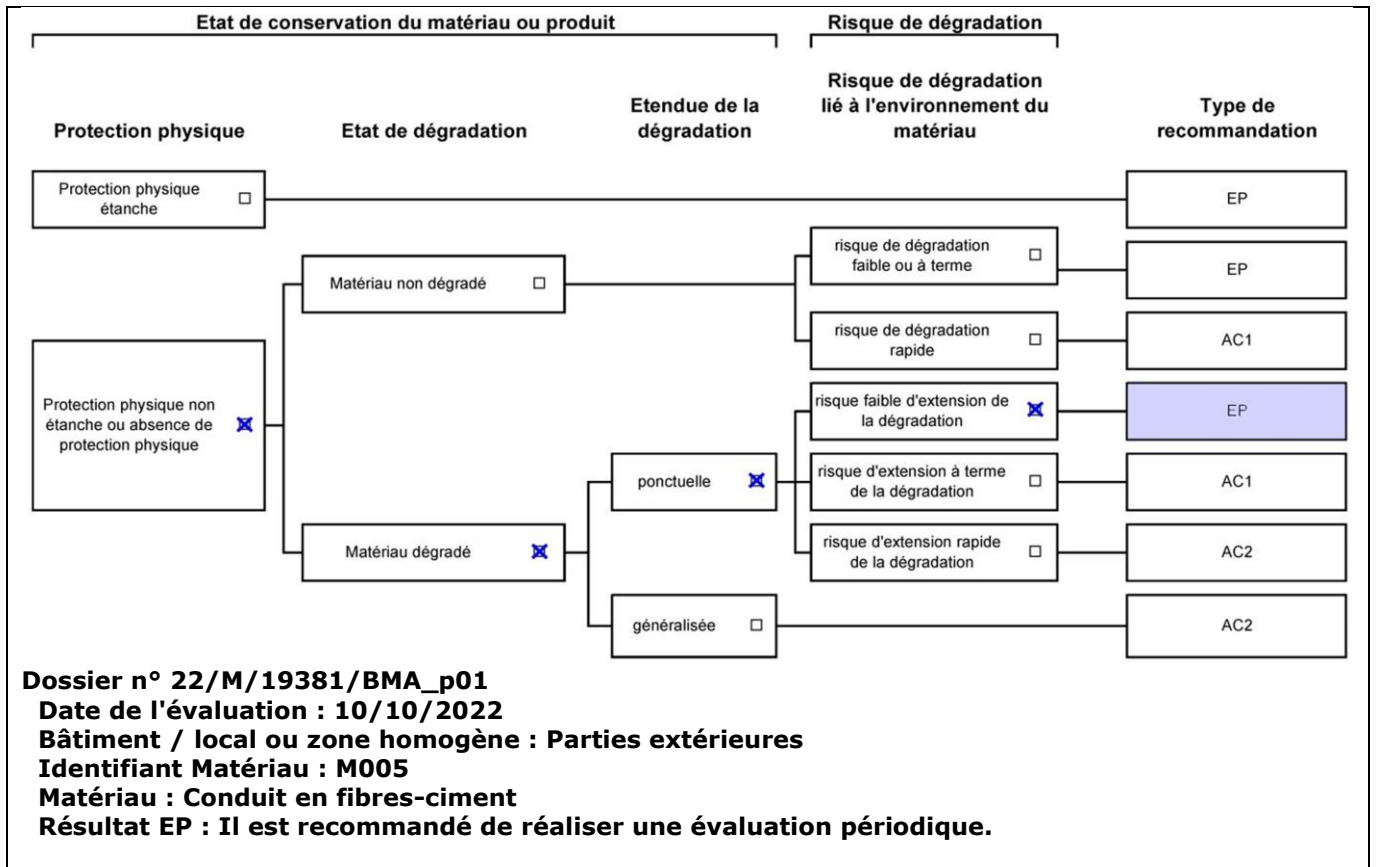 Etat de conservation du matériau ou produit
Risque de dégradation
Protection physique
Etat de dégradation
Etendue de la
dégradation
Risque de dégradation
lié à l'environnement du
matériau
Type de
recommandation
Protection physique
étanche
EP
risque de dégradation
faible ou à terme
EP
Matériau non dégradé
risque de dégradation
rapide
AC1
Protection physique non
étanche ou absence de
protection physique
risque faible d'extension de
la dégradation
EP
ponctuelle
risque d'extension à terme
de la dégradation
AC1
Matériau dégradé
risque d'extension rapide
de la dégradation
AC2
généralisée
AC2
Dossier n° 22/M/19381/BMA_p01
Date de l'évaluation : 10/10/2022
Bâtiment / local ou zone homogène : Parties extérieures
Identifiant Matériau : M005
Matériau : Conduit en fibres-ciment
Résultat EP : Il est recommandé de réaliser une évaluation périodique.